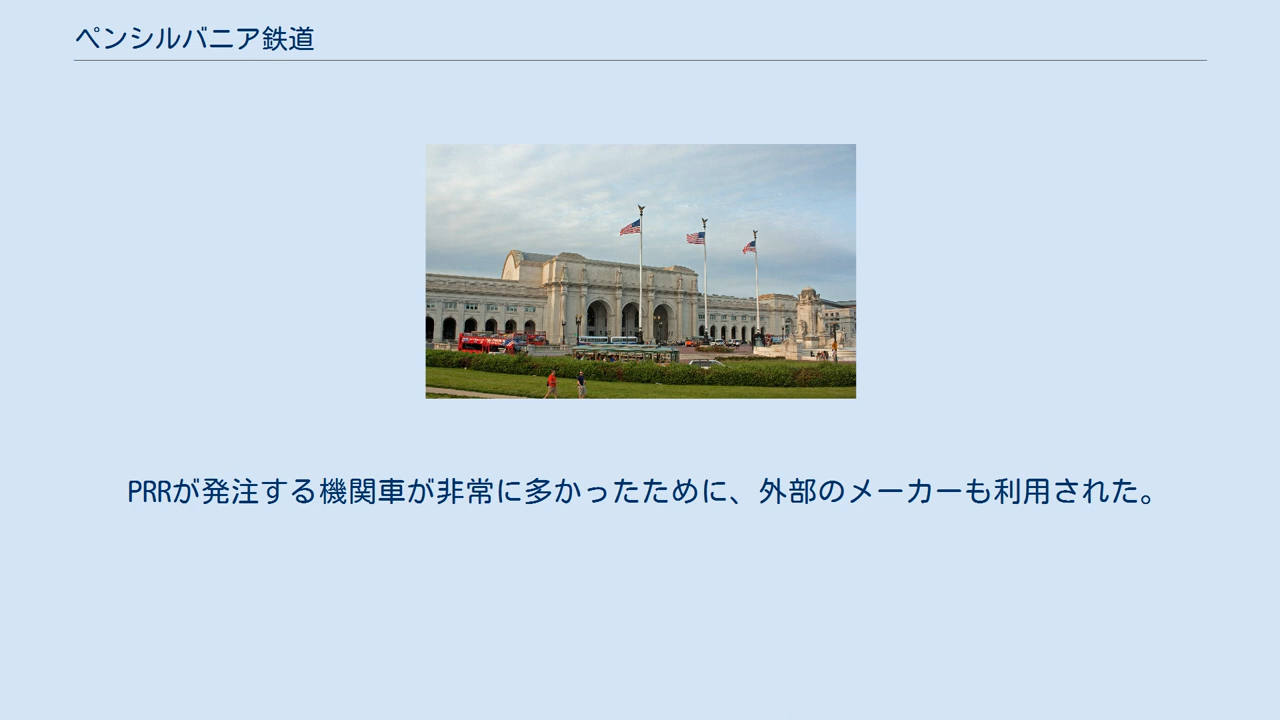 ペンシルバニア鉄道
PRRが発注する機関車が非常に多かったために、外部のメーカーも利用された。